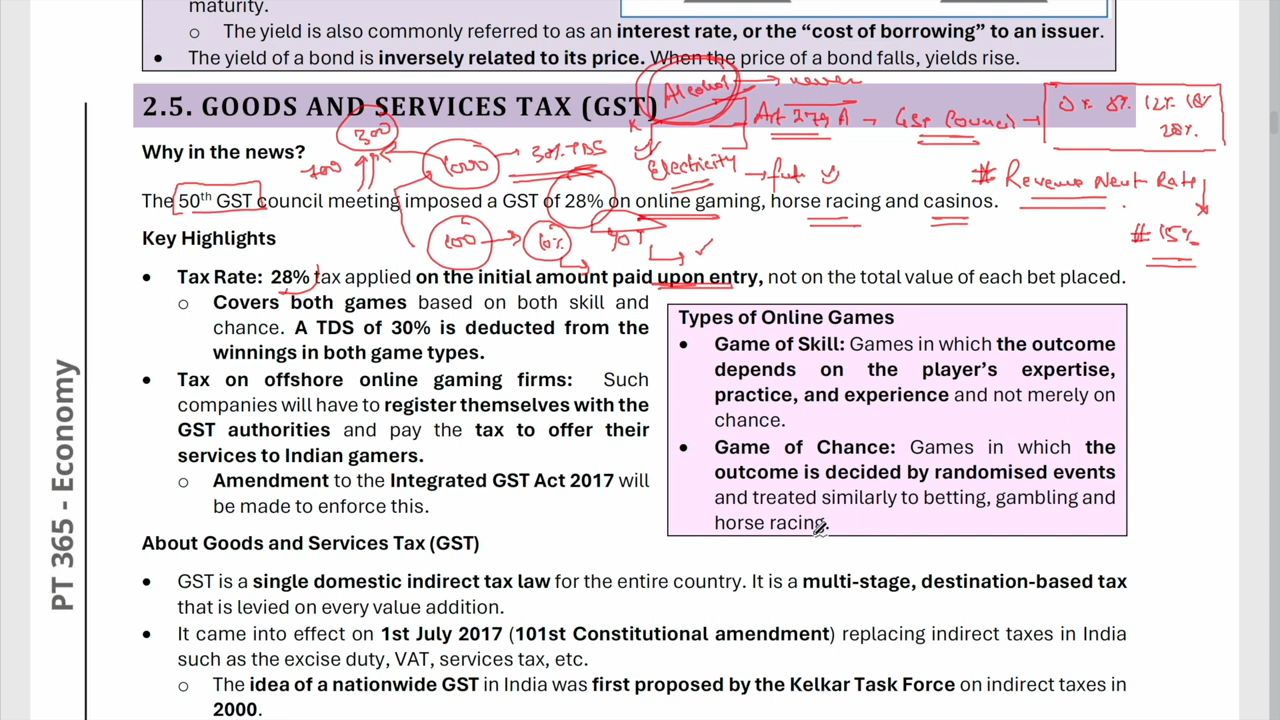 maturity.
o The yield is also commonly referred to as an interest rate, or the “cost of borrowing” to an issuer.
• The yield of a bond is inversely related to its price. When the price of a bond falls, yields rise.
2.5. GOODS AND SERVICES TAX (GST)
Alcohol → never
Art 279 A → GST Council → 0% 5% 12% 18%
28%
Why in the news?
300
1000 → 30% TDS
Electricity → fut
# Revenue Neut Rate
# 15%
The 50th GST council meeting imposed a GST of 28% on online gaming, horse racing and casinos.
100
Key Highlights
• Tax Rate: 28% tax applied on the initial amount paid upon entry, not on the total value of each bet placed.
o Covers both games based on both skill and
chance. A TDS of 30% is deducted from the
winnings in both game types.
• Tax on offshore online gaming firms: Such
companies will have to register themselves with the
GST authorities and pay the tax to offer their
services to Indian gamers.
o Amendment to the Integrated GST Act 2017 will
be made to enforce this.
Types of Online Games
• Game of Skill: Games in which the outcome
depends on the player’s expertise,
practice, and experience and not merely on
chance.
• Game of Chance: Games in which the
outcome is decided by randomised events
and treated similarly to betting, gambling and
horse racing.
About Goods and Services Tax (GST)
• GST is a single domestic indirect tax law for the entire country. It is a multi-stage, destination-based tax
that is levied on every value addition.
• It came into effect on 1st July 2017 (101st Constitutional amendment) replacing indirect taxes in India
such as the excise duty, VAT, services tax, etc.
o The idea of a nationwide GST in India was first proposed by the Kelkar Task Force on indirect taxes in
2000.
PT 365 - Economy